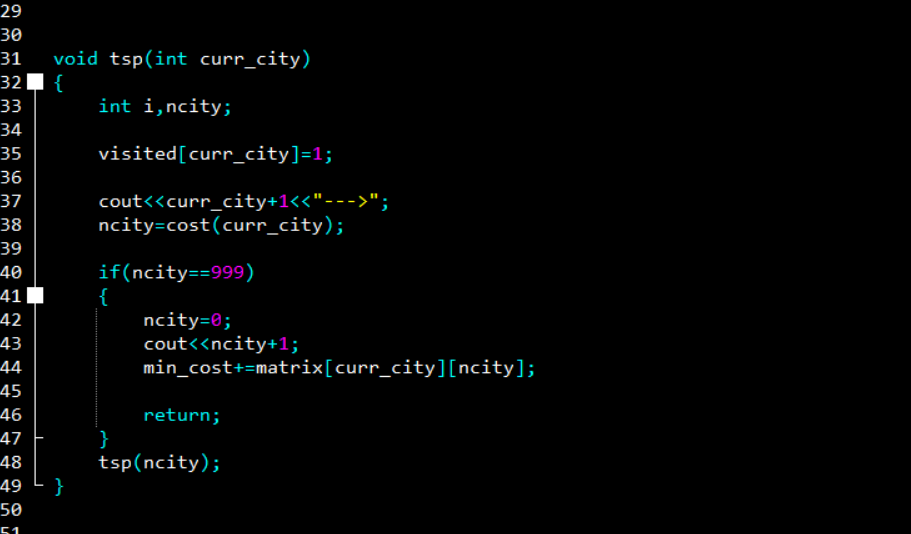 29
30
31 void tsp(int curr_city)
32 {
33 int i,ncity;
34
35 visited[curr_city]=1;
36
37 cout<<curr_city+1<<"--->";
38 ncity=cost(curr_city);
39
40 if(ncity==999)
41 {
42 ncity=0;
43 cout<<ncity+1;
44 min_cost+=matrix[curr_city][ncity];
45
46 return;
47 }
48 tsp(ncity);
49 }
50
51